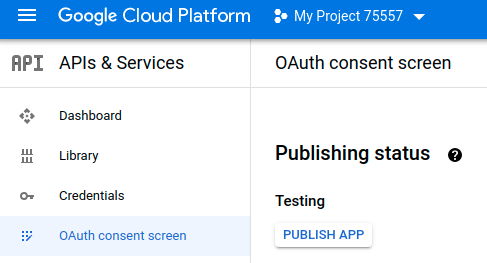 Google Cloud Platform My Project 75557
API APIs & Services OAuth consent screen
Dashboard
Library
Credentials
OAuth consent screen
Publishing status ?
Testing
PUBLISH APP